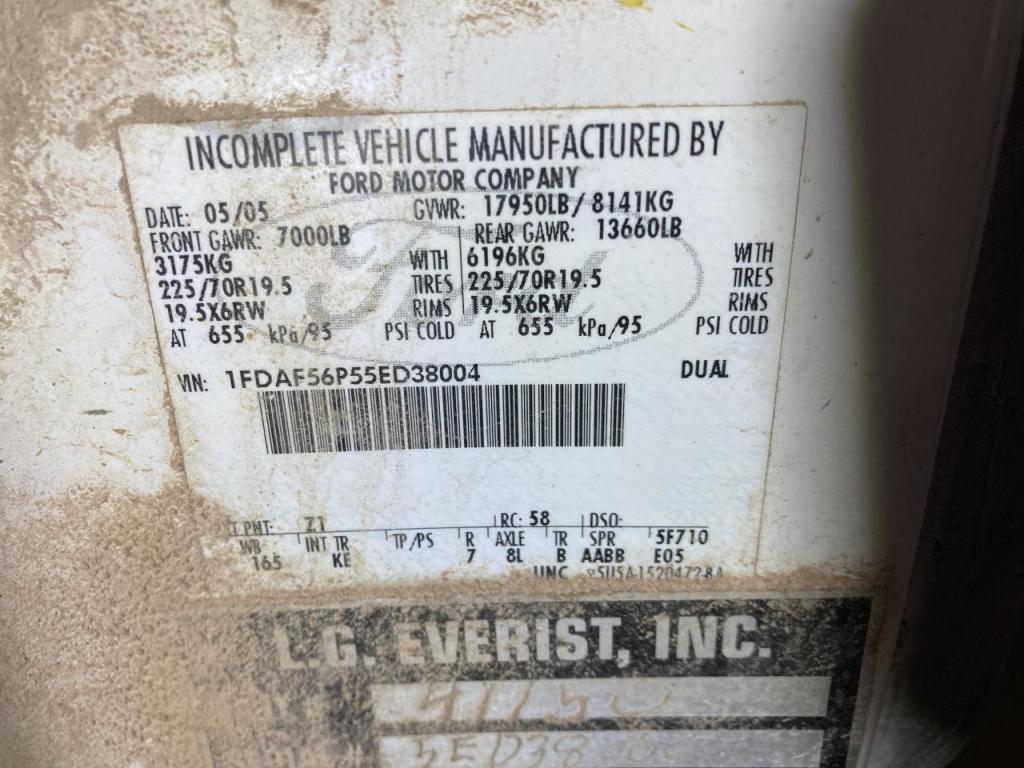 INCOMPLETE VEHICLE MANUFACTURED BY
FORD MOTOR COMPANY
DATE: 05/05 GVWR: 17950LB/8141KG
FRONT GAWR: 7000LB REAR GAWR: 13660LB
3175KG WITH 6196KG WITH
225/70R19.5 TIRES 225/70R19.5 TIRES
19.5X6RW RIMS 19.5X6RW RIMS
AT 655 kPa/95 PSI COLD AT 655 kPa/95 PSI COLD
VIN: 1FDAF56P55ED38004 DUAL
PNT: Z1 RC: 58 DSO:
WB INT TR TP/PS R AXLE TR SPR 5F710
165 KE 7 8L B AABB E05
UNC
L.G. EVERIST, INC.